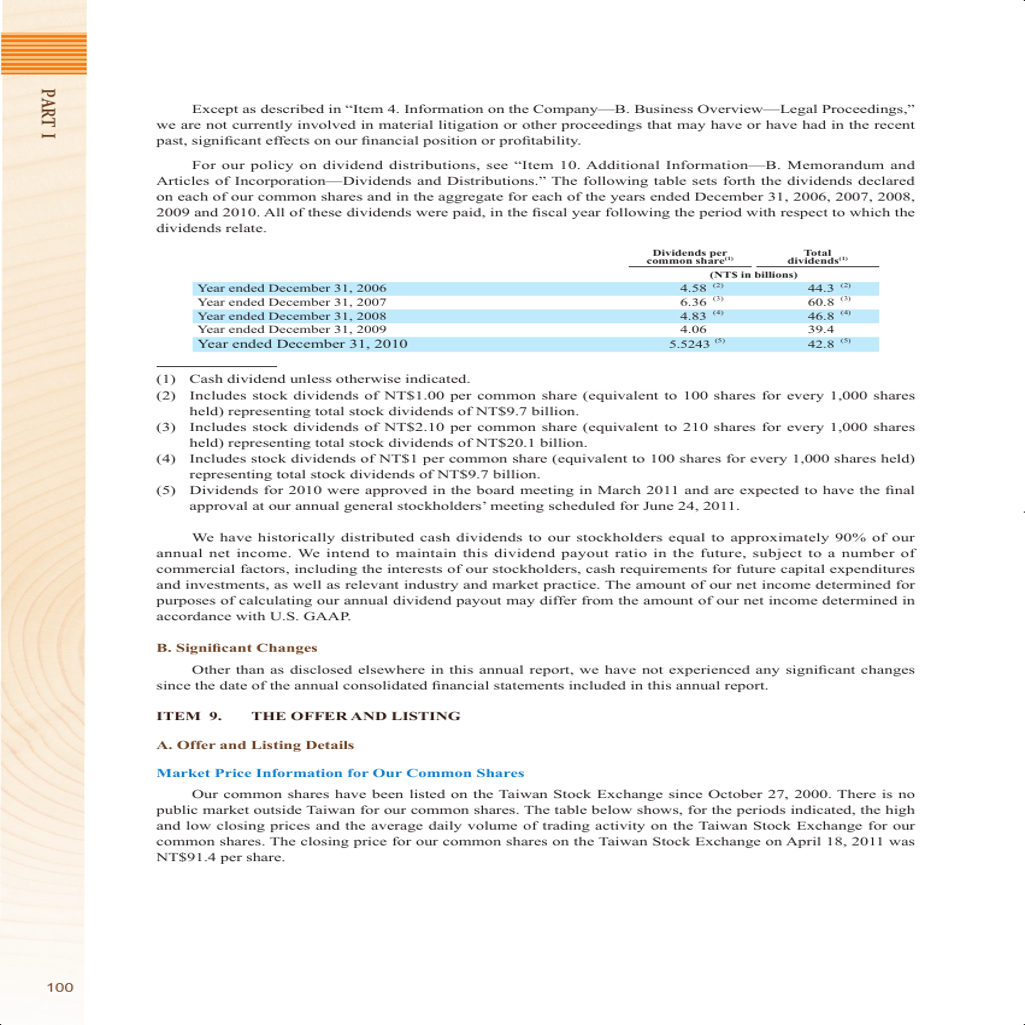 PART I
Except as described in “Item 4. Information on the Company—B. Business Overview—Legal Proceedings,”
we are not currently involved in material litigation or other proceedings that may have or have had in the recent
past, significant effects on our financial position or profitability.
For our policy on dividend distributions, see “Item 10. Additional Information—B. Memorandum and
Articles of Incorporation—Dividends and Distributions.” The following table sets forth the dividends declared
on each of our common shares and in the aggregate for each of the years ended December 31, 2006, 2007, 2008,
2009 and 2010. All of these dividends were paid, in the fiscal year following the period with respect to which the
dividends relate.
Dividends per Total
common share(1) dividends(1)
(NT$ in billions)
Year ended December 31, 2006 4.58 (2) 44.3 (2)
Year ended December 31, 2007 6.36 (3) 60.8 (3)
Year ended December 31, 2008 4.83 (4) 46.8 (4)
Year ended December 31, 2009 4.06 39.4
Year ended December 31, 2010 5.5243 (5) 42.8 (5)
(1) Cash dividend unless otherwise indicated.
(2) Includes stock dividends of NT$1.00 per common share (equivalent to 100 shares for every 1,000 shares
held) representing total stock dividends of NT$9.7 billion.
(3) Includes stock dividends of NT$2.10 per common share (equivalent to 210 shares for every 1,000 shares
held) representing total stock dividends of NT$20.1 billion.
(4) Includes stock dividends of NT$1 per common share (equivalent to 100 shares for every 1,000 shares held)
representing total stock dividends of NT$9.7 billion.
(5) Dividends for 2010 were approved in the board meeting in March 2011 and are expected to have the final
approval at our annual general stockholders’ meeting scheduled for June 24, 2011.
We have historically distributed cash dividends to our stockholders equal to approximately 90% of our
annual net income. We intend to maintain this dividend payout ratio in the future, subject to a number of
commercial factors, including the interests of our stockholders, cash requirements for future capital expenditures
and investments, as well as relevant industry and market practice. The amount of our net income determined for
purposes of calculating our annual dividend payout may differ from the amount of our net income determined in
accordance with U.S. GAAP.
B. Significant Changes
Other than as disclosed elsewhere in this annual report, we have not experienced any significant changes
since the date of the annual consolidated financial statements included in this annual report.
ITEM 9. THE OFFER AND LISTING
A. Offer and Listing Details
Market Price Information for Our Common Shares
Our common shares have been listed on the Taiwan Stock Exchange since October 27, 2000. There is no
public market outside Taiwan for our common shares. The table below shows, for the periods indicated, the high
and low closing prices and the average daily volume of trading activity on the Taiwan Stock Exchange for our
common shares. The closing price for our common shares on the Taiwan Stock Exchange on April 18, 2011 was
NT$91.4 per share.
100